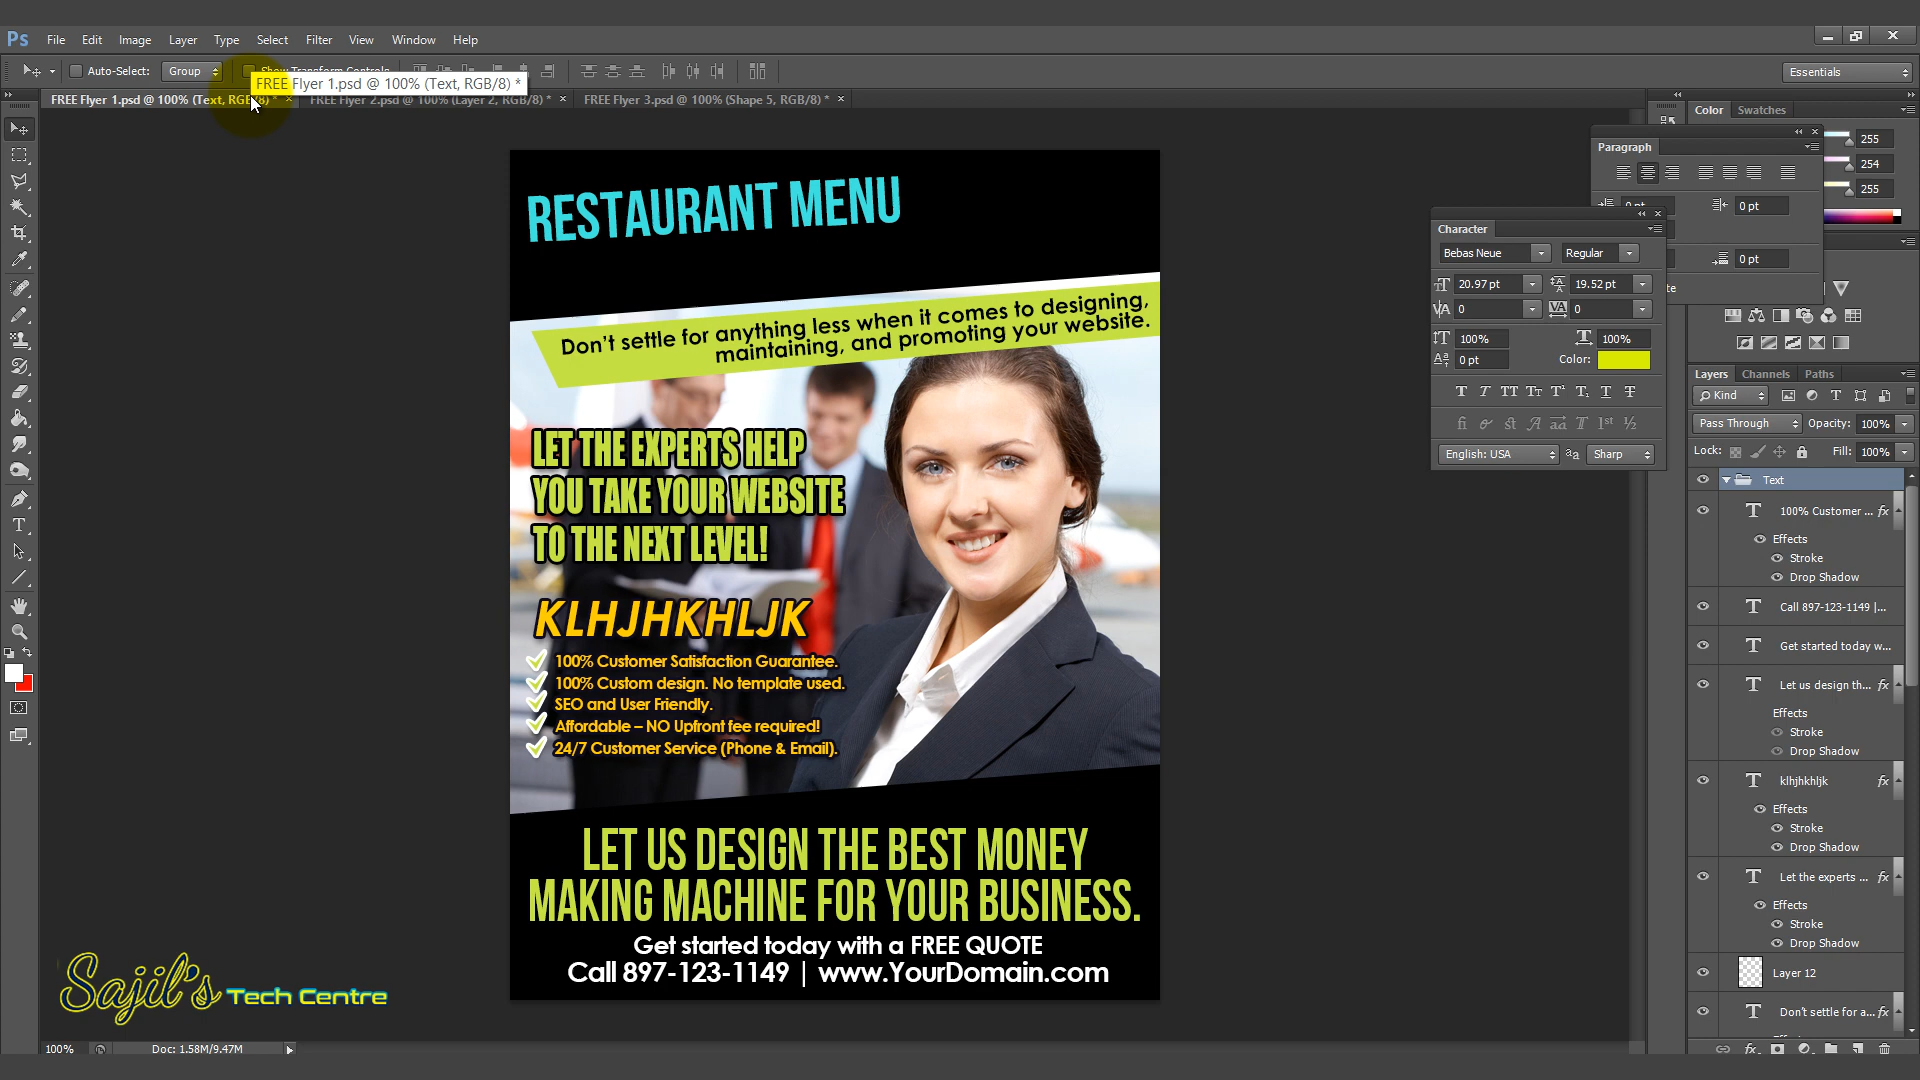 Ps File Edit Image Layer Type Select Filter View Window Help
Auto-Select: Group Show Transform Controls Essentials
FREE Flyer 1.psd @ 100% (Text, RGB/8) *
FREE Flyer 1.psd @ 100% (Text, RGB/8) * × FREE Flyer 2.psd @ 100% (Layer 2, RGB/8) * × FREE Flyer 3.psd @ 100% (Shape 5, RGB/8) * ×
RESTAURANT MENU
Don't settle for anything less when it comes to designing,
maintaining, and promoting your website.
LET THE EXPERTS HELP
YOU TAKE YOUR WEBSITE
TO THE NEXT LEVEL!
KLHJHKHLJK
100% Customer Satisfaction Guarantee.
100% Custom design. No template used.
SEO and User Friendly.
Affordable – NO Upfront fee required!
24/7 Customer Service (Phone & Email).
LET US DESIGN THE BEST MONEY
MAKING MACHINE FOR YOUR BUSINESS.
Get started today with a FREE QUOTE
Call 897-123-1149 | www.YourDomain.com
Sajil's Tech Centre
100% Doc: 1.58M/9.47M
Color Swatches
255
254
255
Paragraph
0 pt
0 pt
Character
Bebas Neue Regular
20.97 pt 19.52 pt
0 0
100% 100%
0 pt Color:
English: USA aa Sharp
Layers Channels Paths
Kind
Pass Through Opacity: 100%
Lock: Fill: 100%
Text
100% Customer ... fx
Effects
Stroke
Drop Shadow
Call 897-123-1149 |...
Get started today w...
Let us design th... fx
Effects
Stroke
Drop Shadow
klhjhkhljk fx
Effects
Stroke
Drop Shadow
Let the experts ... fx
Effects
Stroke
Drop Shadow
Layer 12
Don't settle for a... fx